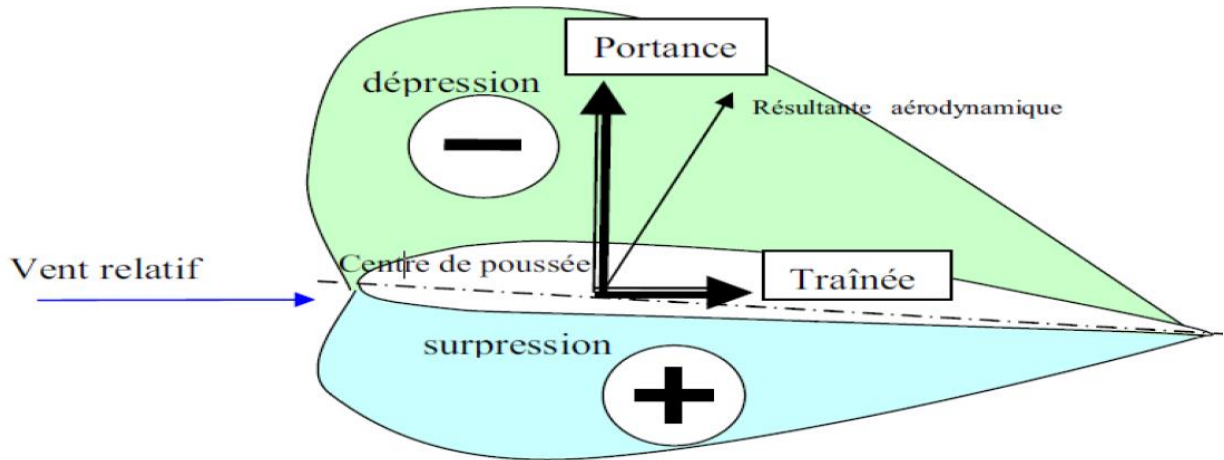 Portance
dépression
Résultante aérodynamique
Vent relatif
Centre de poussée
Traînée
surpression